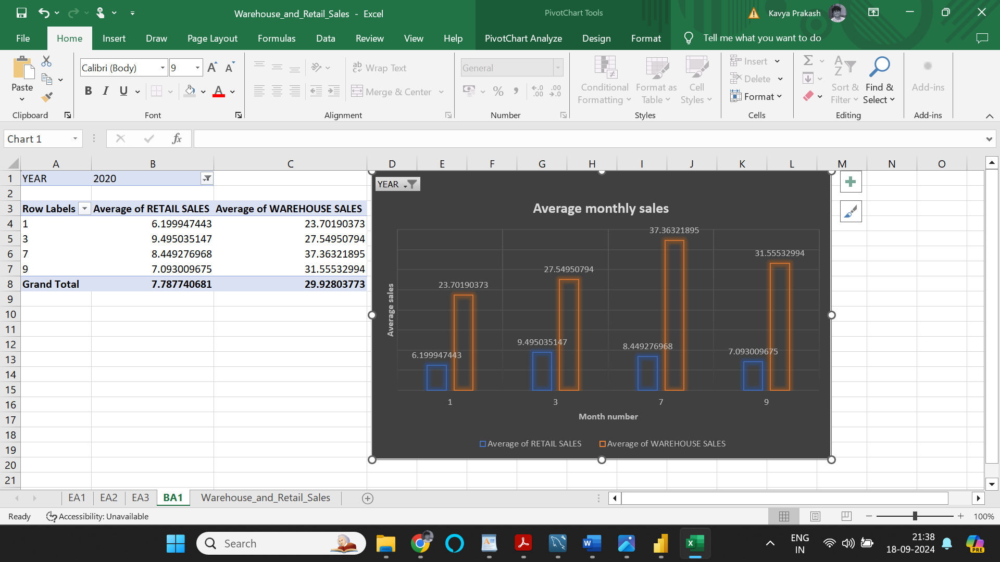 Warehouse_and_Retail_Sales - Excel
PivotChart Tools
Kavya Prakash
File Home Insert Draw Page Layout Formulas Data Review View Help PivotChart Analyze Design Format Tell me what you want to do
Paste
Clipboard
Calibri (Body) 9
B I U
Font
Wrap Text
Merge & Center
Alignment
General
Number
Conditional Formatting
Format as Table
Cell Styles
Styles
Insert
Delete
Format
Cells
Sort & Filter
Find & Select
Editing
Add-ins
Add-ins
Chart 1
fx
A B C D E F G H I J K L M N O
1 YEAR 2020
2
3 Row Labels Average of RETAIL SALES Average of WAREHOUSE SALES
4 1 6.199947443 23.70190373
5 3 9.495035147 27.54950794
6 7 8.449276968 37.36321895
7 9 7.093009675 31.55532994
8 Grand Total 7.787740681 29.92803773
9
10
11
12
13
14
15
16
17
18
19
20
21
YEAR
Average monthly sales
37.36321895
31.55532994
27.54950794
23.70190373
9.495035147
8.449276968
7.093009675
6.199947443
Average sales
1 3 7 9
Month number
Average of RETAIL SALES Average of WAREHOUSE SALES
EA1 EA2 EA3 BA1 Warehouse_and_Retail_Sales
Ready Accessibility: Unavailable 100%
Search
ENG
IN
21:38
18-09-2024
PRE